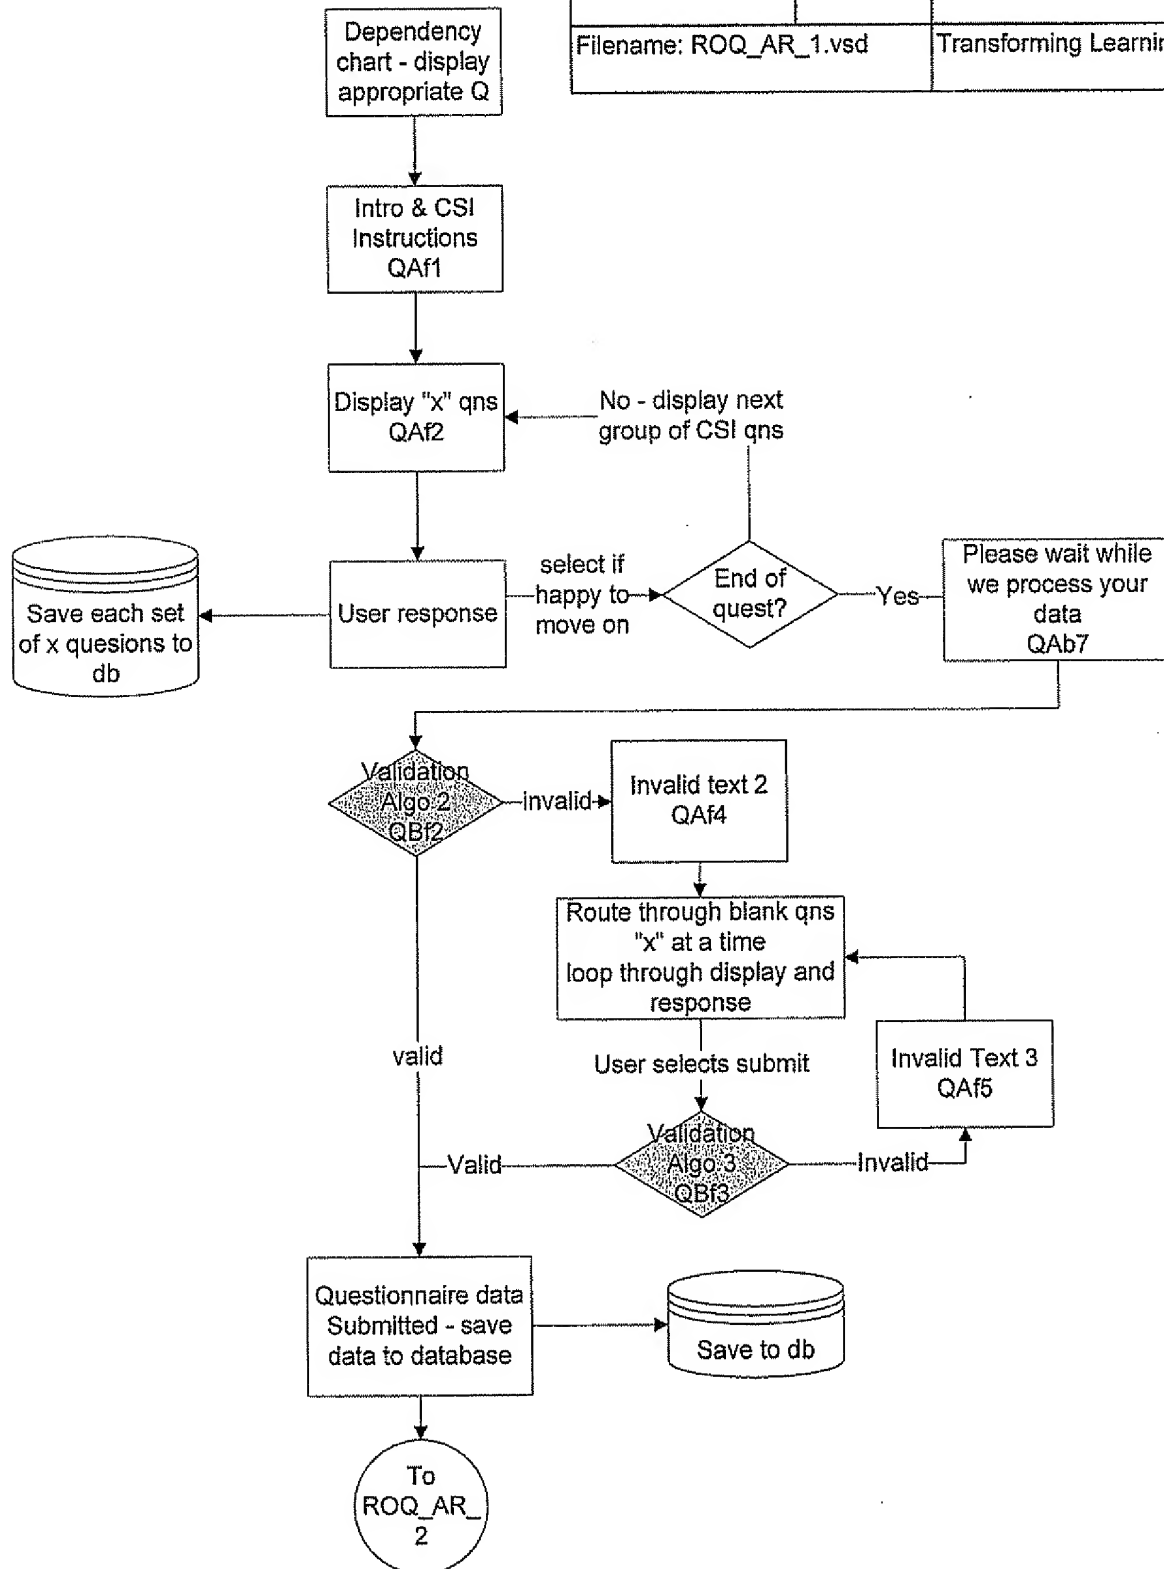 Filename: ROQ_AR_1.vsd
Dependency
chart - display
appropriate Q
Intro & CSI
Instructions
QAf1
Display "x" qns
QAf2
No - display next
group of CSI qns
Save each set
of x quesions to
db
User response
select if
happy to
move on
End of
quest?
Yes
Please wait while
we process your
data
QAb7
Validation
Algo 2
QBf2
invalid
Invalid text 2
QAf4
Route through blank qns
"x" at a time
loop through display and
response
valid
User selects submit
Invalid Text 3
QAf5
Valid
Validation
Algo 3
QBf3
Invalid
Questionnaire data
Submitted - save
data to database
Save to db
To
ROQ_AR_
2
Transforming